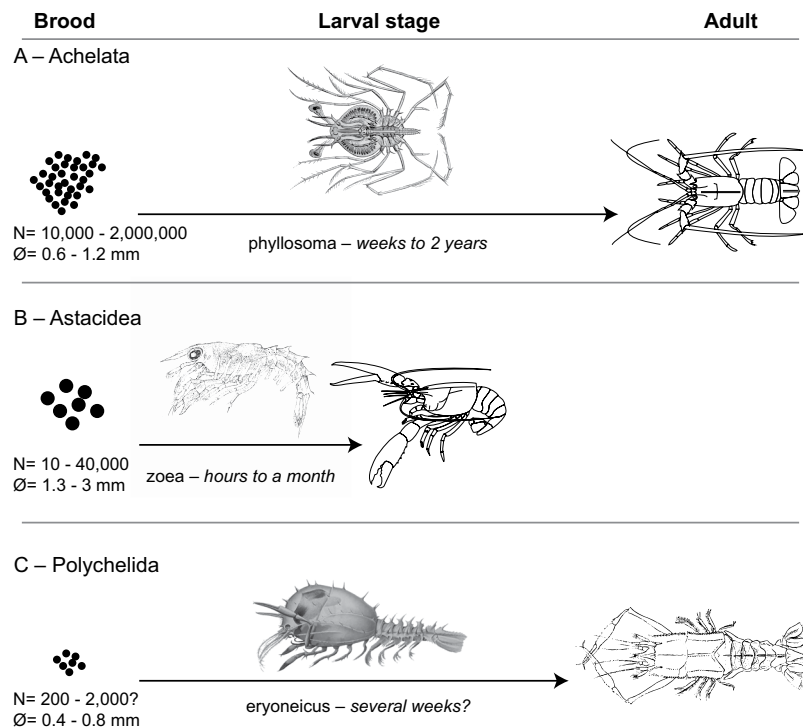 Brood Larval stage Adult
A – Achelata
N= 10,000 - 2,000,000
Ø= 0.6 - 1.2 mm
phyllosoma – weeks to 2 years
B – Astacidea
N= 10 - 40,000
Ø= 1.3 - 3 mm
zoea – hours to a month
C – Polychelida
N= 200 - 2,000?
Ø= 0.4 - 0.8 mm
eryoneicus – several weeks?